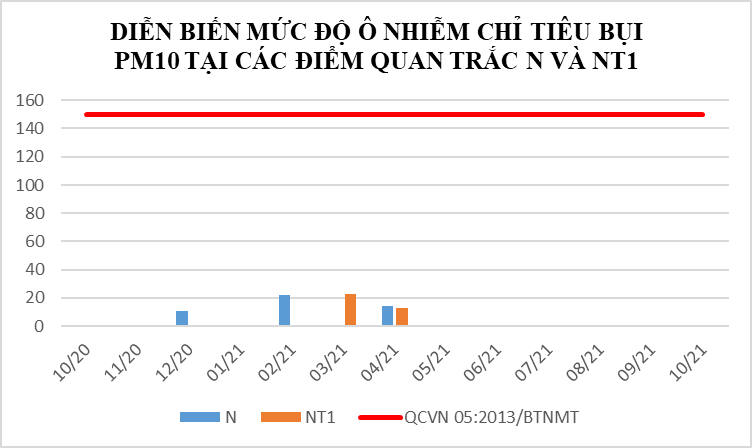 DIỄN BIẾN MỨC ĐỘ Ô NHIỄM CHỈ TIÊU BỤI
PM10 TẠI CÁC ĐIỂM QUAN TRẮC N VÀ NT1
160
140
120
100
80
60
40
20
0
10/20 11/20 12/20 01/21 02/21 03/21 04/21 05/21 06/21 07/21 08/21 09/21 10/21
N NT1 QCVN 05:2013/BTNMT